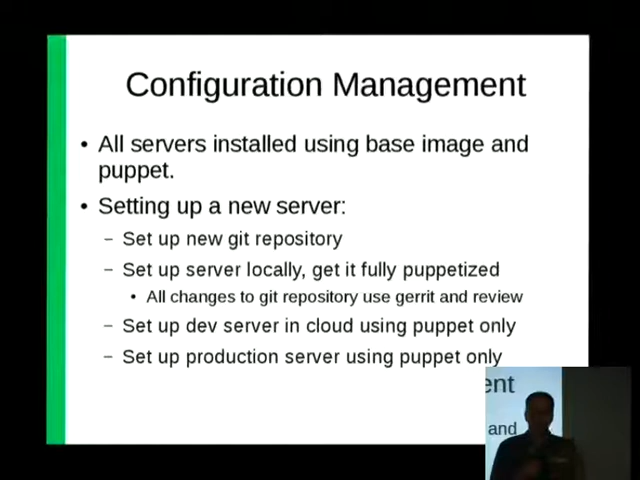 Configuration Management
• All servers installed using base image and
puppet.
• Setting up a new server:
– Set up new git repository
– Set up server locally, get it fully puppetized
• All changes to git repository use gerrit and review
– Set up dev server in cloud using puppet only
– Set up production server using puppet only
ent
and